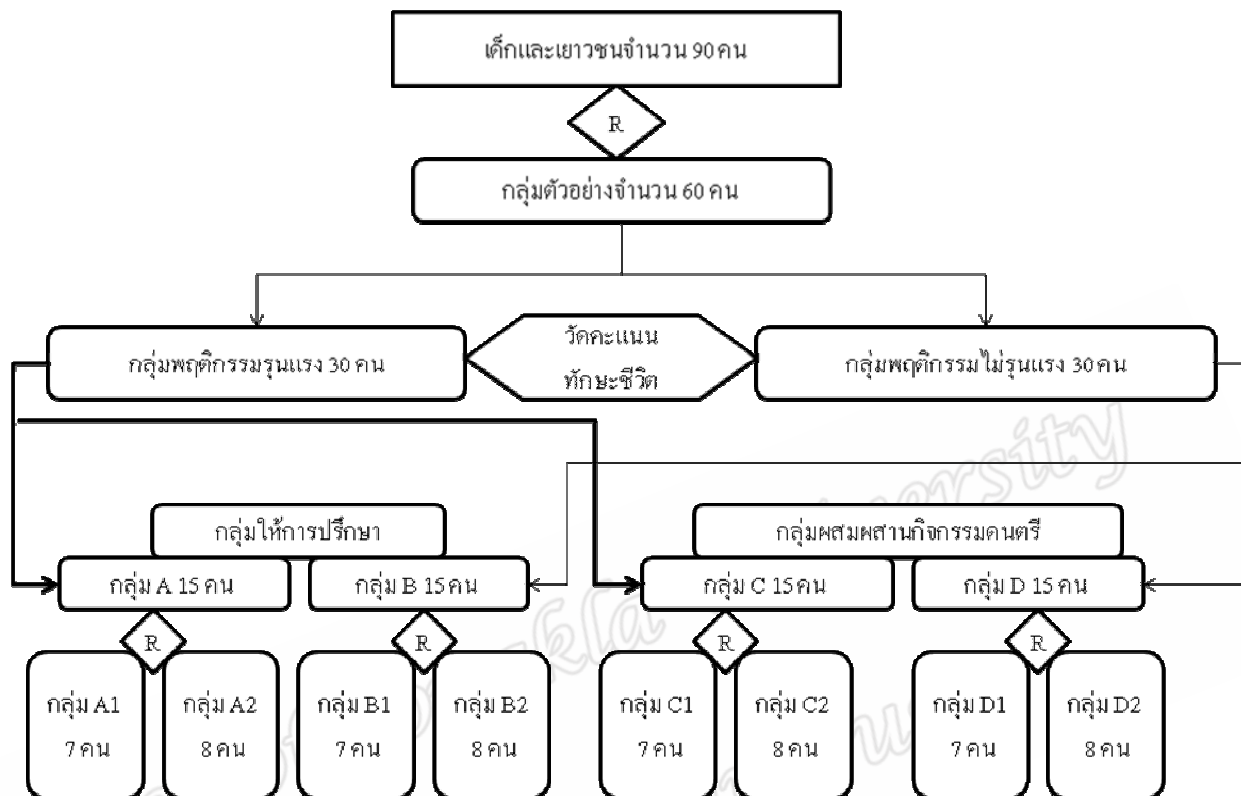 เด็กและเยาวชนจำนวน 90 คน
R
กลุ่มตัวอย่างจำนวน 60 คน
กลุ่มพฤติกรรมรุนแรง 30 คน
วัดคะแนน
ทักษะชีวิต
กลุ่มพฤติกรรมไม่รุนแรง 30 คน
กลุ่มให้การปรึกษา
กลุ่มผสมผสานกิจกรรมดนตรี
กลุ่ม A 15 คน
กลุ่ม B 15 คน
กลุ่ม C 15 คน
กลุ่ม D 15 คน
R
R
R
R
กลุ่ม A1
7 คน
กลุ่ม A2
8 คน
กลุ่ม B1
7 คน
กลุ่ม B2
8 คน
กลุ่ม C1
7 คน
กลุ่ม C2
8 คน
กลุ่ม D1
7 คน
กลุ่ม D2
8 คน